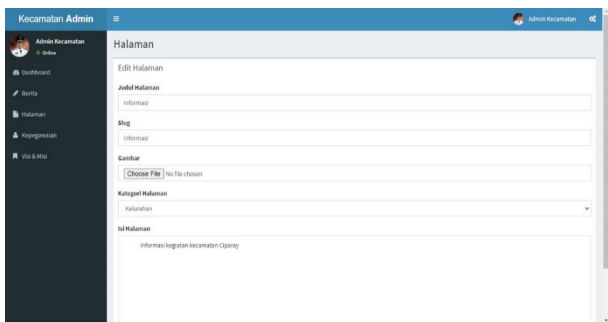 Kecamatan Admin
Admin Kecamatan
Admin Kecamatan
Online
Dashboard
Berita
Halaman
Kepegawaian
Visi & Misi
Halaman
Edit Halaman
Judul Halaman
Informasi
Slug
informasi
Gambar
Choose File No file chosen
Kategori Halaman
Kelurahan
Isi Halaman
informasi kegiatan kecamatan Ciparay